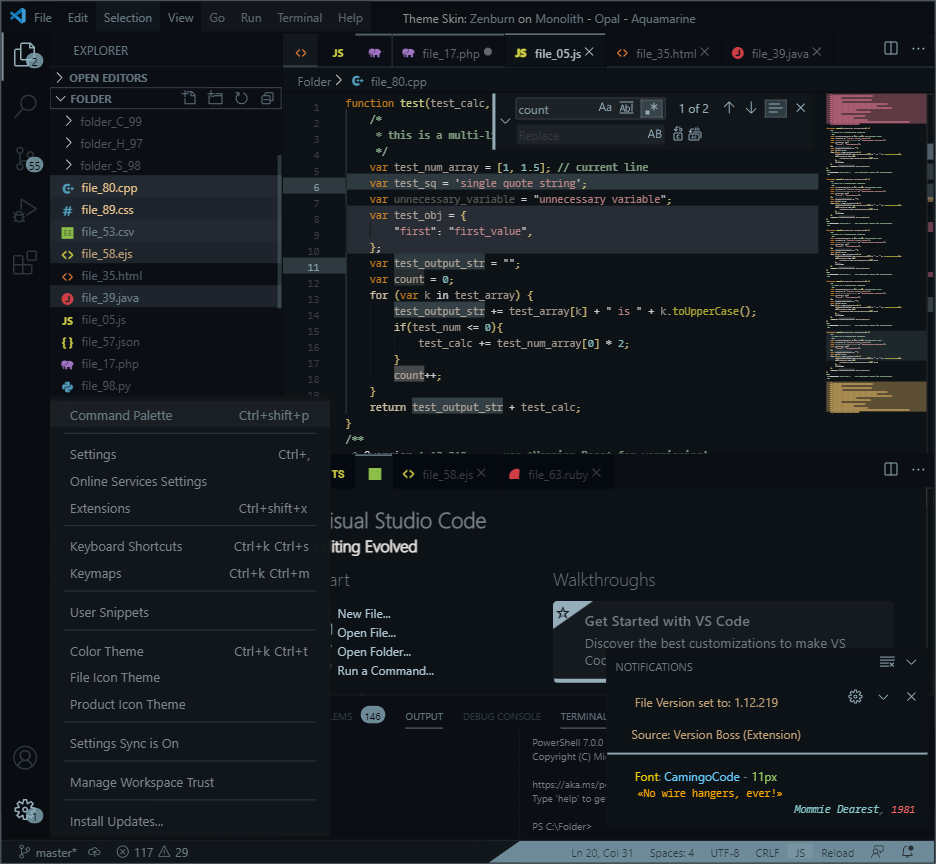 File Edit Selection View Go Run Terminal Help Theme Skin: Zenburn on Monolith - Opal - Aquamarine
2
EXPLORER
JS
file_17.php
JS file_05.js
file_35.html
file_39.java
OPEN EDITORS
Folder > file_80.cpp
FOLDER
folder_C_99
folder_H_97
folder_S_98
file_80.cpp
# file_89.css
file_53.csv
file_58.ejs
file_35.html
file_39.java
JS file_05.js
{} file_57.json
file_17.php
file_98.py
55
count Aa ab 1 of 2
Replace AB
1 function test(test_calc,
2 /*
3 * this is a multi-li
4 */
5 var test_num_array = [1, 1.5]; // current line
6 var test_sq = 'single quote string';
7 var unnecessary_variable = "unnecessary variable";
8 var test_obj = {
9 "first": "first_value",
10 };
11 var test_output_str = "";
12 var count = 0;
13 for (var k in test_array) {
14 test_output_str += test_array[k] + " is " + k.toUpperCase();
15 if(test_num <= 0){
16 test_calc += test_num_array[0] * 2;
17 }
18 count++;
19 }
return test_output_str + test_calc;
}
/**
Command Palette Ctrl+shift+p
Settings Ctrl+,
Online Services Settings
Extensions Ctrl+shift+x
Keyboard Shortcuts Ctrl+k Ctrl+s
Keymaps Ctrl+k Ctrl+m
User Snippets
Color Theme Ctrl+k Ctrl+t
File Icon Theme
Product Icon Theme
Settings Sync is On
Manage Workspace Trust
Install Updates...
1
TS
file_58.ejs
file_63.ruby
isual Studio Code
iting Evolved
art
New File...
Open File...
Open Folder...
Run a Command...
Walkthroughs
Get Started with VS Code
Discover the best customizations to make VS
Coc
LEMS 146 OUTPUT DEBUG CONSOLE TERMINAL
PowerShell 7.0.0
Copyright (C) Mi
https://aka.ms/p
Type 'help' to ge
PS C:\Folder>
NOTIFICATIONS
File Version set to: 1.12.219
Source: Version Boss (Extension)
Font: CamingoCode - 11px
«No wire hangers, ever!»
Mommie Dearest, 1981
master* 117 29 Ln 20, Col 31 Spaces: 4 UTF-8 CRLF JS Reload